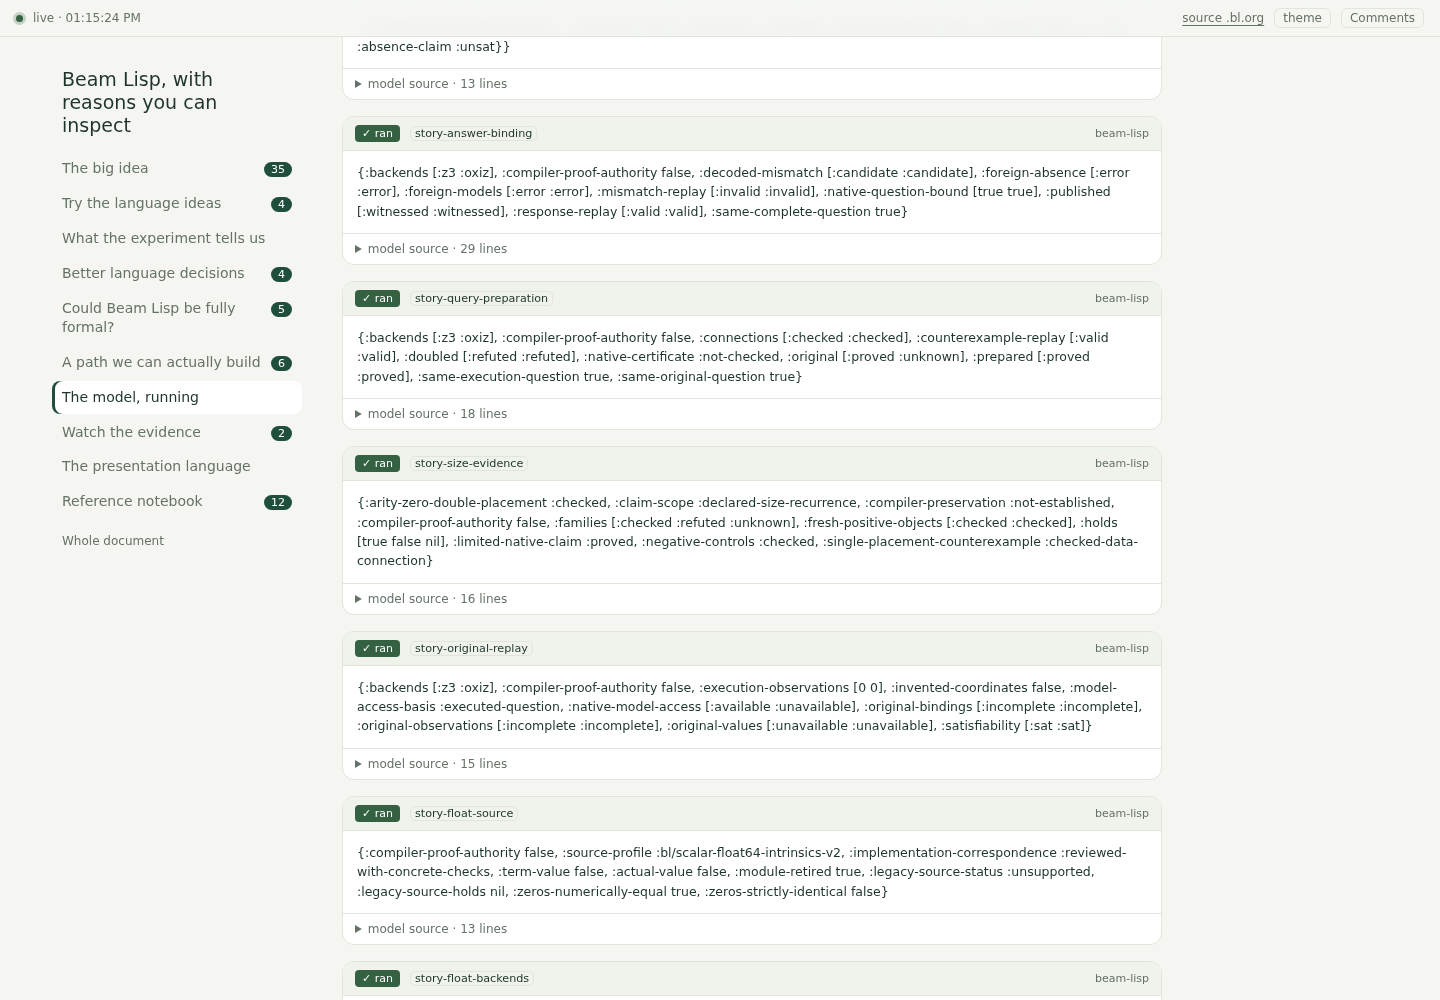 live · 01:15:24 PM
source .bl.org
theme
Comments
Beam Lisp, with
reasons you can
inspect
The big idea
35
Try the language ideas
4
What the experiment tells us
Better language decisions
4
Could Beam Lisp be fully
formal?
5
A path we can actually build
6
The model, running
Watch the evidence
2
The presentation language
Reference notebook
12
Whole document
:absence-claim :unsat}}
▶ model source · 13 lines
✓ ran
story-answer-binding
beam-lisp
{:backends [:z3 :oxiz], :compiler-proof-authority false, :decoded-mismatch [:candidate :candidate], :foreign-absence [:error
:error], :foreign-models [:error :error], :mismatch-replay [:invalid :invalid], :native-question-bound [true true], :published
[:witnessed :witnessed], :response-replay [:valid :valid], :same-complete-question true}
▶ model source · 29 lines
✓ ran
story-query-preparation
beam-lisp
{:backends [:z3 :oxiz], :compiler-proof-authority false, :connections [:checked :checked], :counterexample-replay [:valid
:valid], :doubled [:refuted :refuted], :native-certificate :not-checked, :original [:proved :unknown], :prepared [:proved
:proved], :same-execution-question true, :same-original-question true}
▶ model source · 18 lines
✓ ran
story-size-evidence
beam-lisp
{:arity-zero-double-placement :checked, :claim-scope :declared-size-recurrence, :compiler-preservation :not-established,
:compiler-proof-authority false, :families [:checked :refuted :unknown], :fresh-positive-objects [:checked :checked], :holds
[true false nil], :limited-native-claim :proved, :negative-controls :checked, :single-placement-counterexample :checked-data-
connection}
▶ model source · 16 lines
✓ ran
story-original-replay
beam-lisp
{:backends [:z3 :oxiz], :compiler-proof-authority false, :execution-observations [0 0], :invented-coordinates false, :model-
access-basis :executed-question, :native-model-access [:available :unavailable], :original-bindings [:incomplete :incomplete],
:original-observations [:incomplete :incomplete], :original-values [:unavailable :unavailable], :satisfiability [:sat :sat]}
▶ model source · 15 lines
✓ ran
story-float-source
beam-lisp
{:compiler-proof-authority false, :source-profile :bl/scalar-float64-intrinsics-v2, :implementation-correspondence :reviewed-
with-concrete-checks, :term-value false, :actual-value false, :module-retired true, :legacy-source-status :unsupported,
:legacy-source-holds nil, :zeros-numerically-equal true, :zeros-strictly-identical false}
▶ model source · 13 lines
✓ ran
story-float-backends
beam-lisp